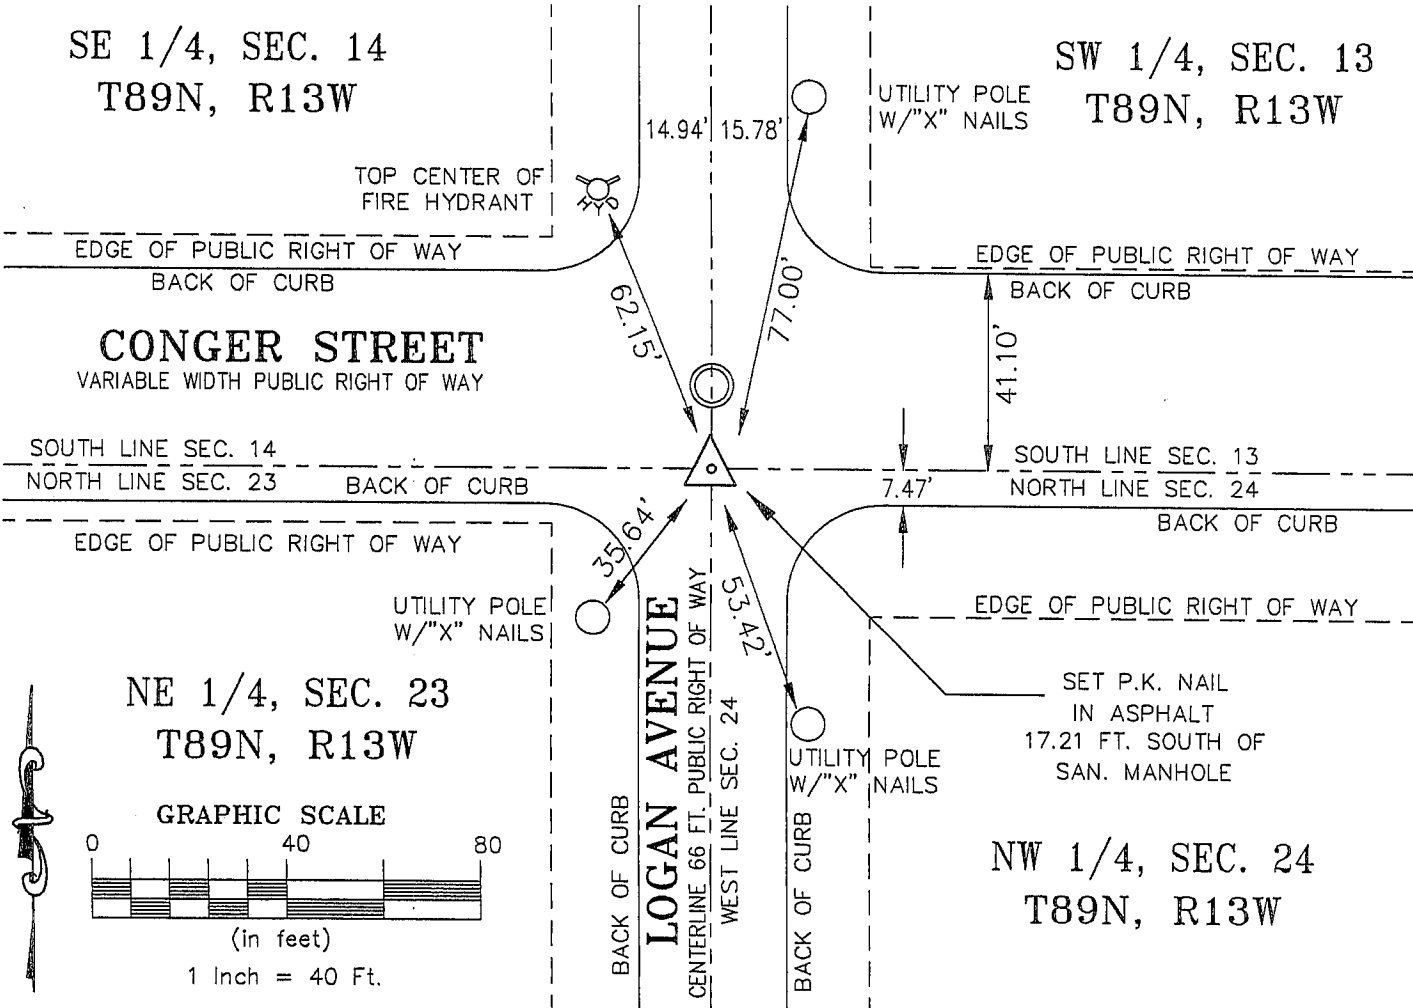 SE 1/4, SEC. 14
T89N, R13W
SW 1/4, SEC. 13
T89N, R13W
14.94'
15.78'
UTILITY POLE
W/"X" NAILS
TOP CENTER OF
FIRE HYDRANT
HYD
EDGE OF PUBLIC RIGHT OF WAY
BACK OF CURB
EDGE OF PUBLIC RIGHT OF WAY
BACK OF CURB
62.15'
77.00'
41.10'
CONGER STREET
VARIABLE WIDTH PUBLIC RIGHT OF WAY
SOUTH LINE SEC. 14
NORTH LINE SEC. 23
BACK OF CURB
SOUTH LINE SEC. 13
7.47'
NORTH LINE SEC. 24
BACK OF CURB
EDGE OF PUBLIC RIGHT OF WAY
35.64'
53.42'
UTILITY POLE
W/"X" NAILS
EDGE OF PUBLIC RIGHT OF WAY
NE 1/4, SEC. 23
T89N, R13W
BACK OF CURB
LOGAN AVENUE
CENTERLINE 66 FT. PUBLIC RIGHT OF WAY
WEST LINE SEC. 24
BACK OF CURB
UTILITY POLE
W/"X" NAILS
SET P.K. NAIL
IN ASPHALT
17.21 FT. SOUTH OF
SAN. MANHOLE
NW 1/4, SEC. 24
T89N, R13W
GRAPHIC SCALE
0 40 80
(in feet)
1 Inch = 40 Ft.